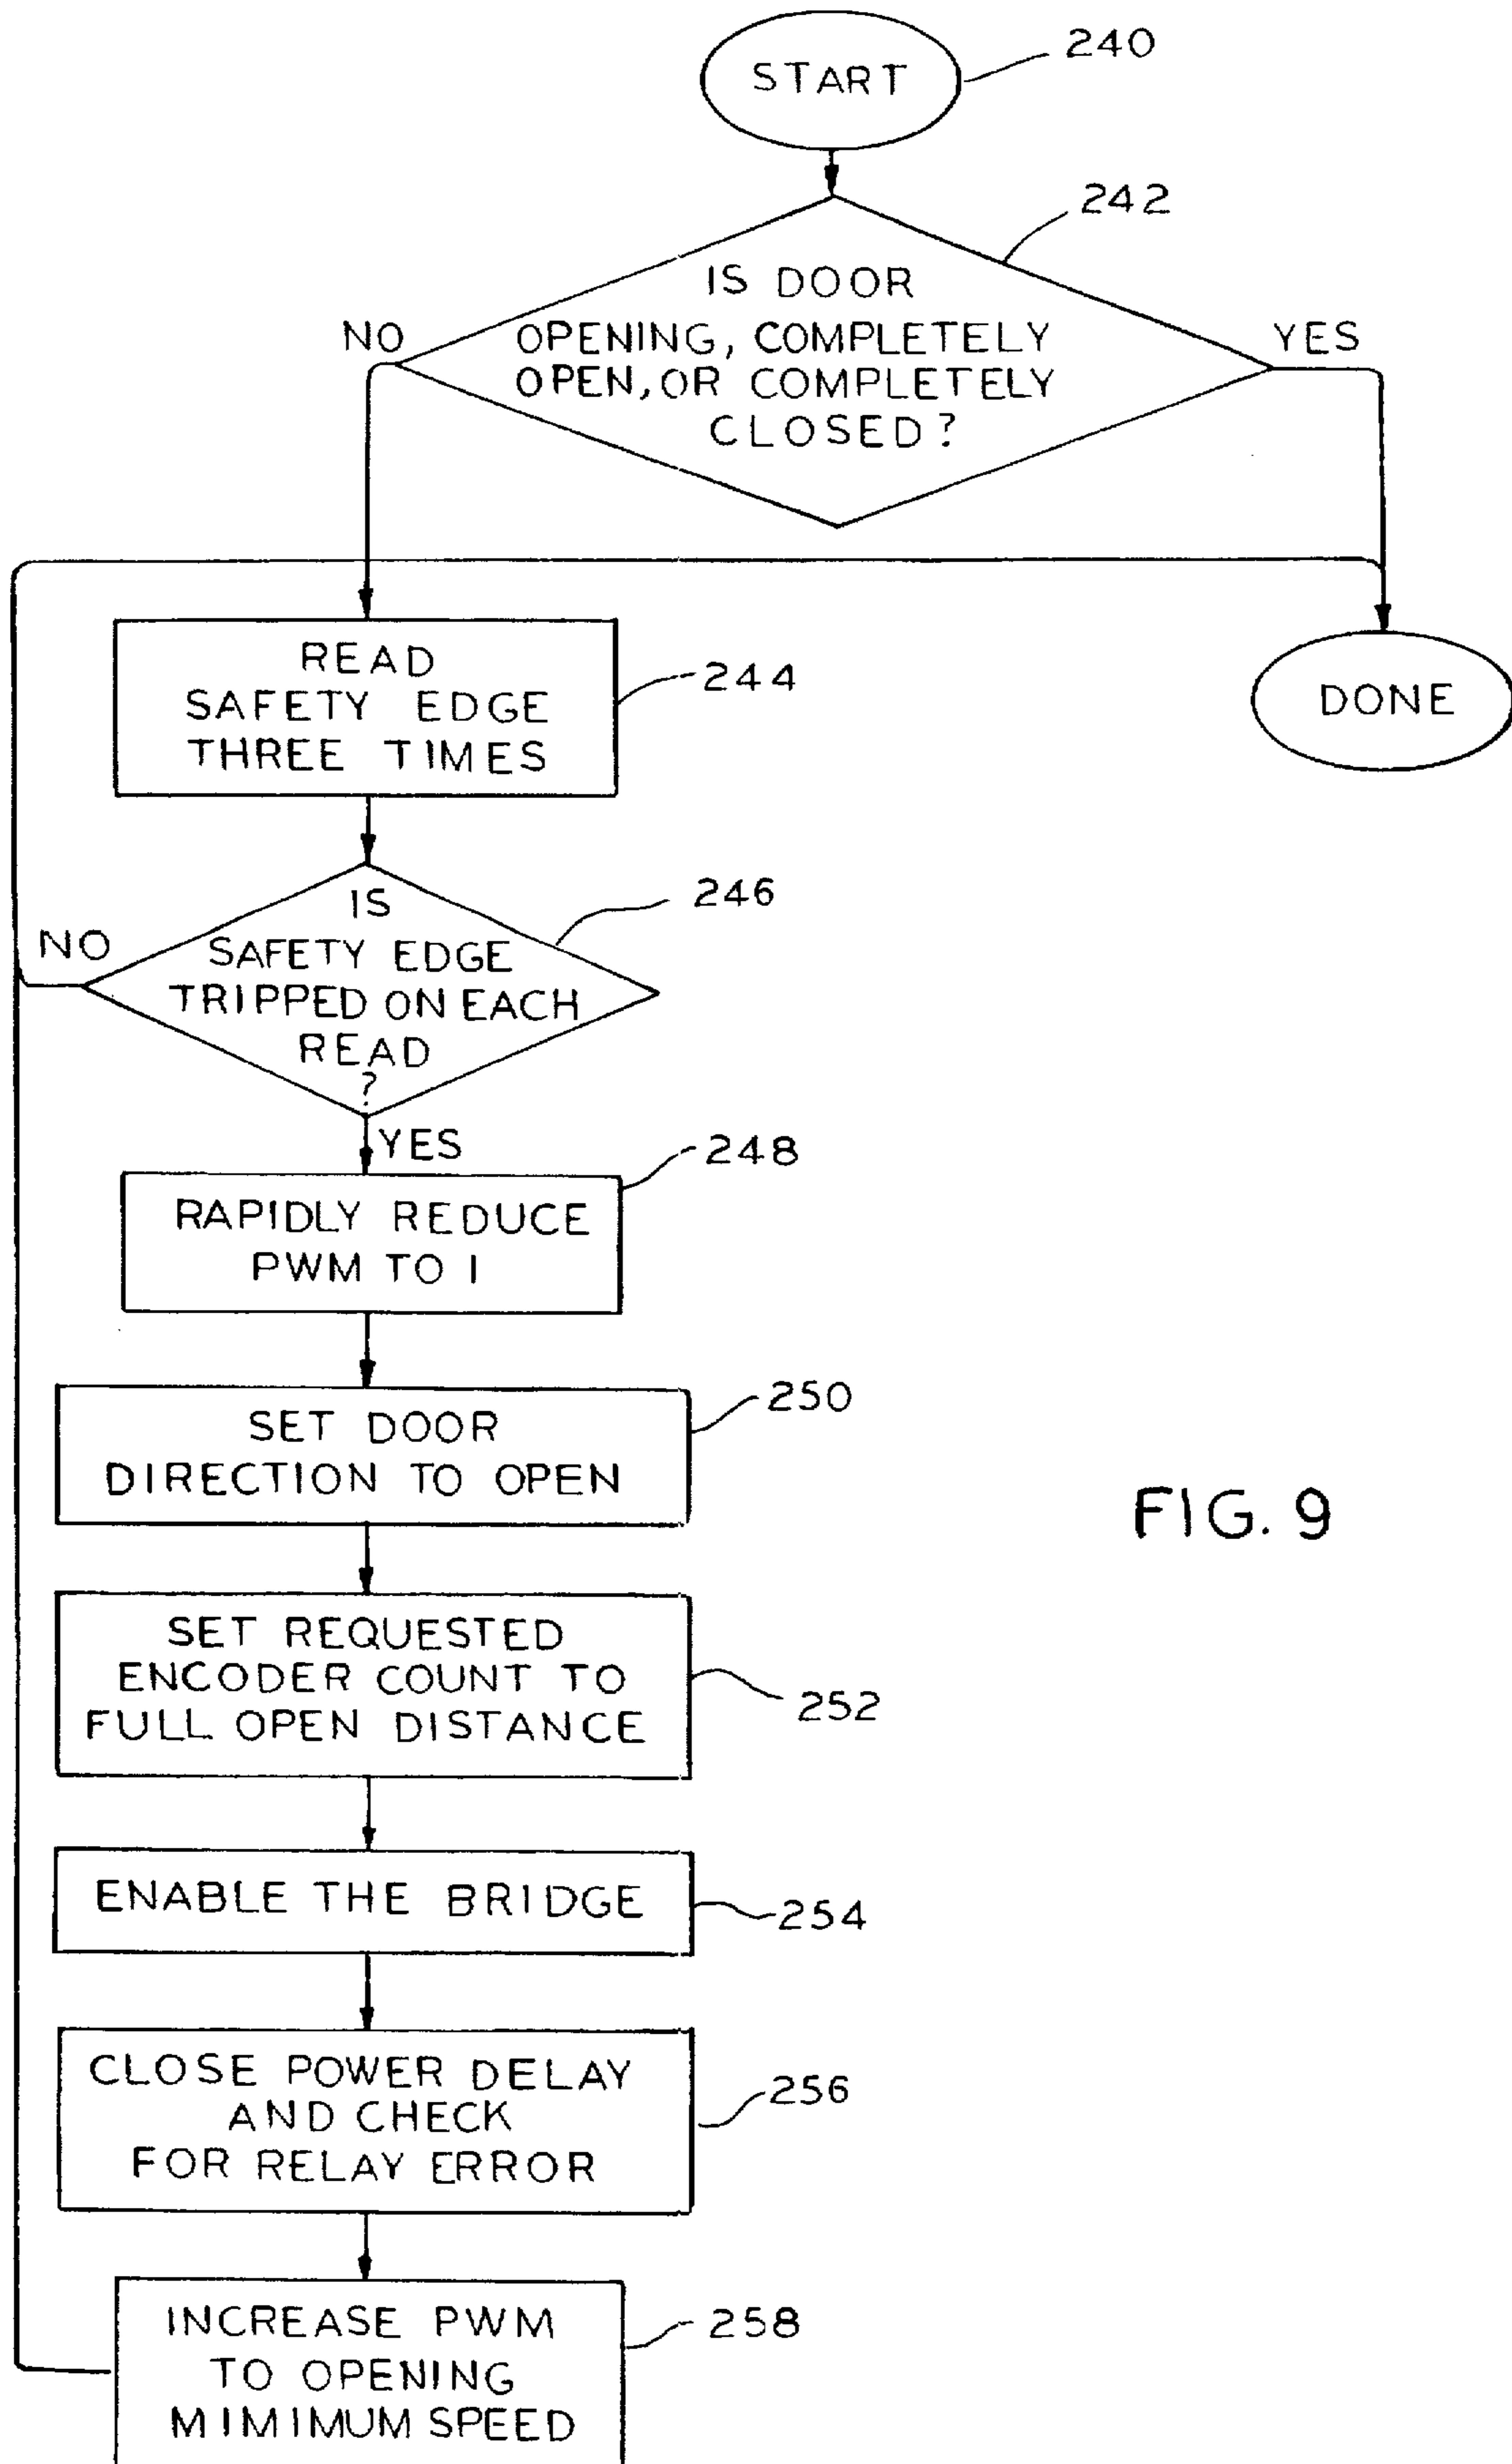 START
240
242
IS DOOR
OPENING, COMPLETELY
OPEN, OR COMPLETELY
CLOSED?
NO
YES
READ
SAFETY EDGE
THREE TIMES
244
DONE
IS
SAFETY EDGE
TRIPPED ON EACH
READ
?
246
NO
YES
RAPIDLY REDUCE
PWM TO 1
248
SET DOOR
DIRECTION TO OPEN
250
FIG. 9
SET REQUESTED
ENCODER COUNT TO
FULL OPEN DISTANCE
252
ENABLE THE BRIDGE
254
CLOSE POWER DELAY
AND CHECK
FOR RELAY ERROR
256
INCREASE PWM
TO OPENING
MIMIMUM SPEED
258